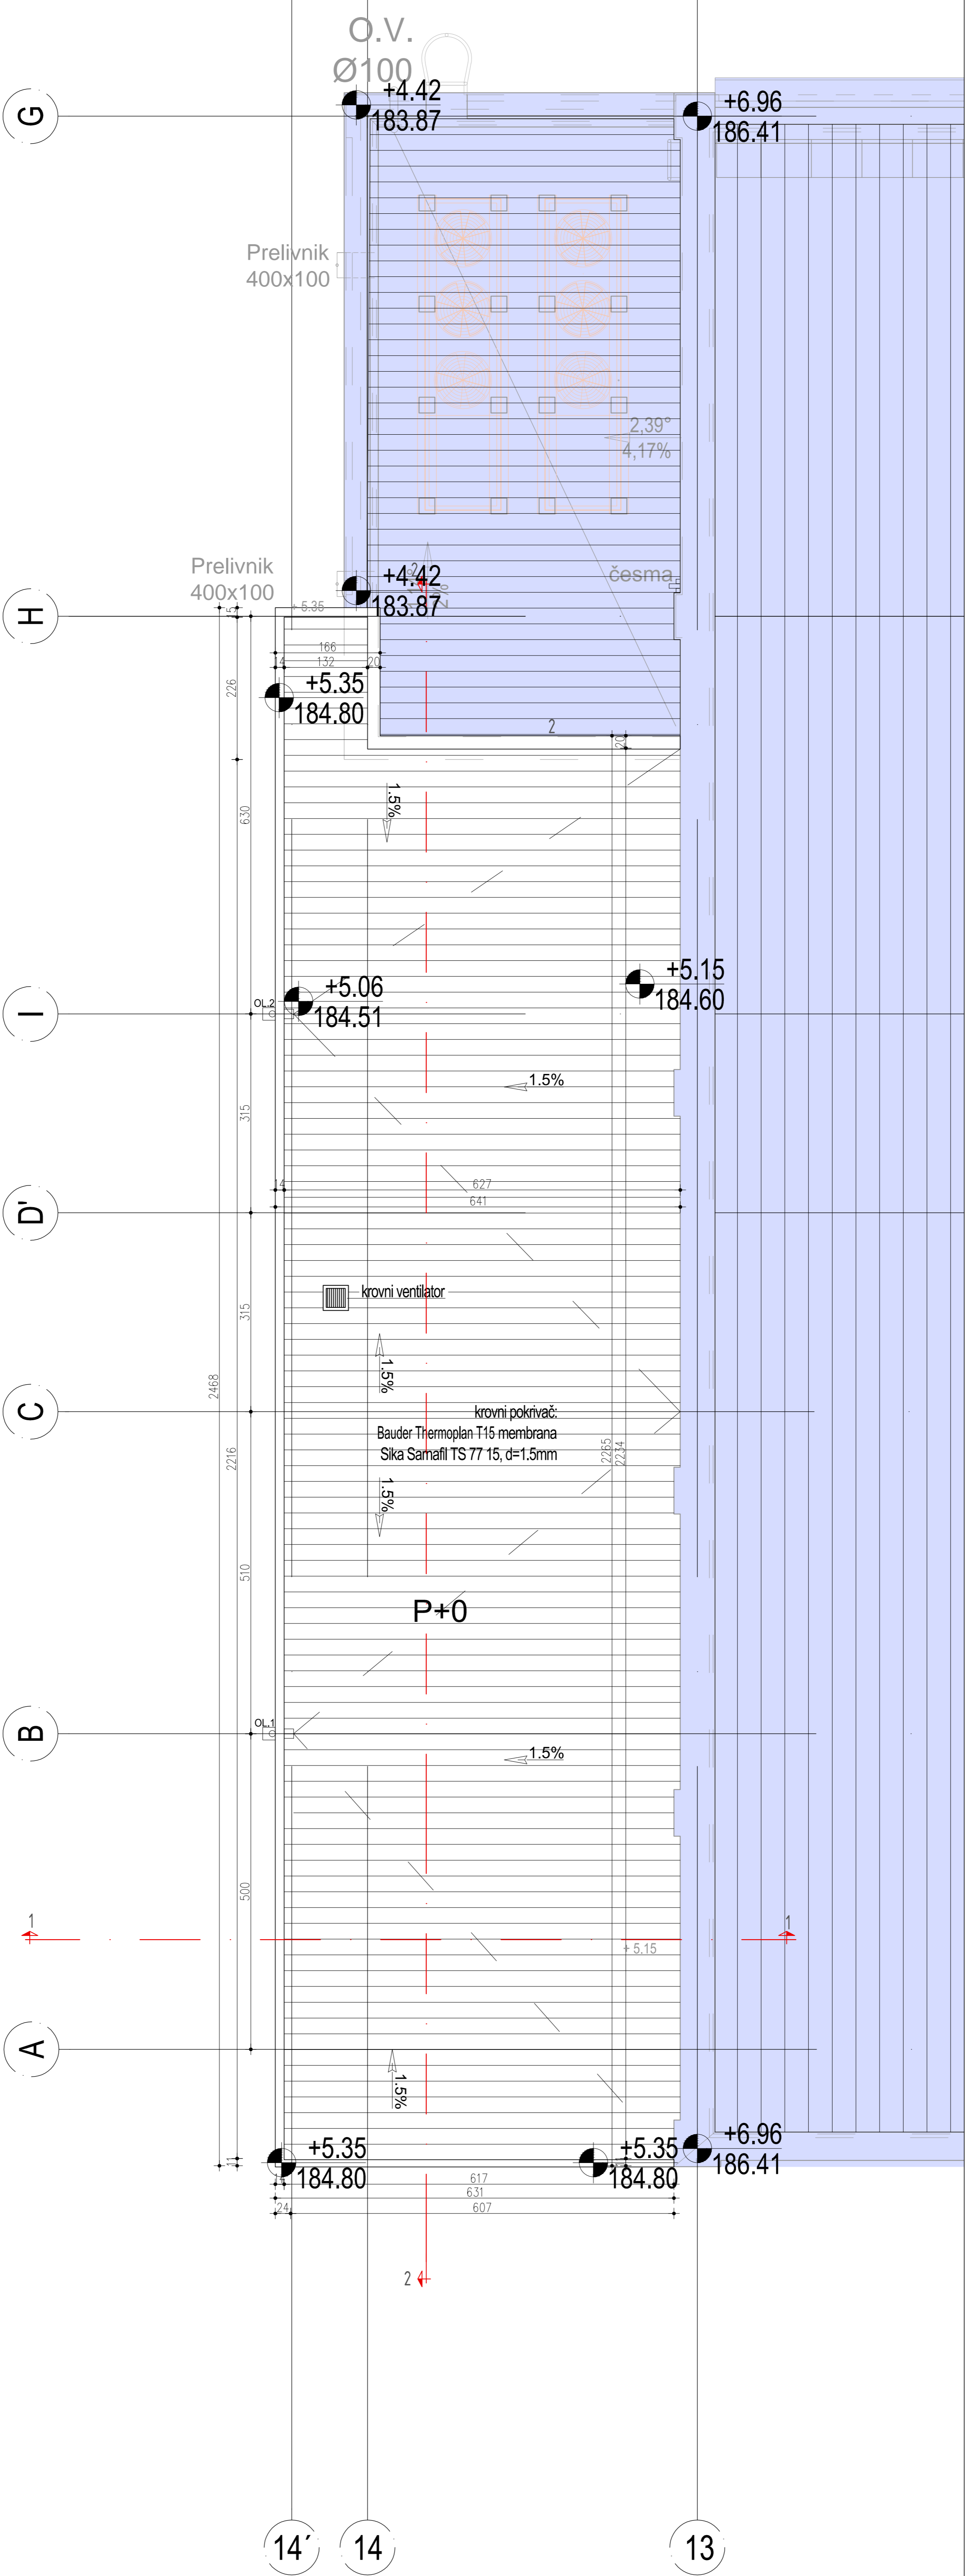 O.V.
Ø100
G
+4.42
183.87
+6.96
186.41
Prelivnik
400x100
2,39°
4,17%
Prelivnik
400x100
česma
+4.42
183.87
2%
H
+ 5.35
15
166
14
132
20
226
+5.35
184.80
2
20
630
1.5%
+5.06
184.51
+5.15
184.60
OL.2
I
1.5%
315
14
627
641
D'
krovni ventilator
315
1.5%
2468
C
krovni pokrivač:
Bauder Thermoplan T15 membrana
Sika Sarnafil TS 77 15, d=1.5mm
2216
2265
2234
1.5%
510
P+0
OL.1
B
1.5%
500
1
1
+ 5.15
A
1.5%
+5.35
184.80
+5.35
184.80
+6.96
186.41
11
617
631
24
607
2
14´
14
13